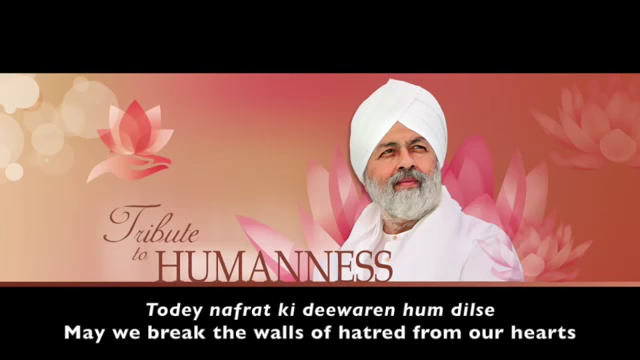 Tribute
to HUMANNESS
Todey nafrat ki deewaren hum dilse
May we break the walls of hatred from our hearts